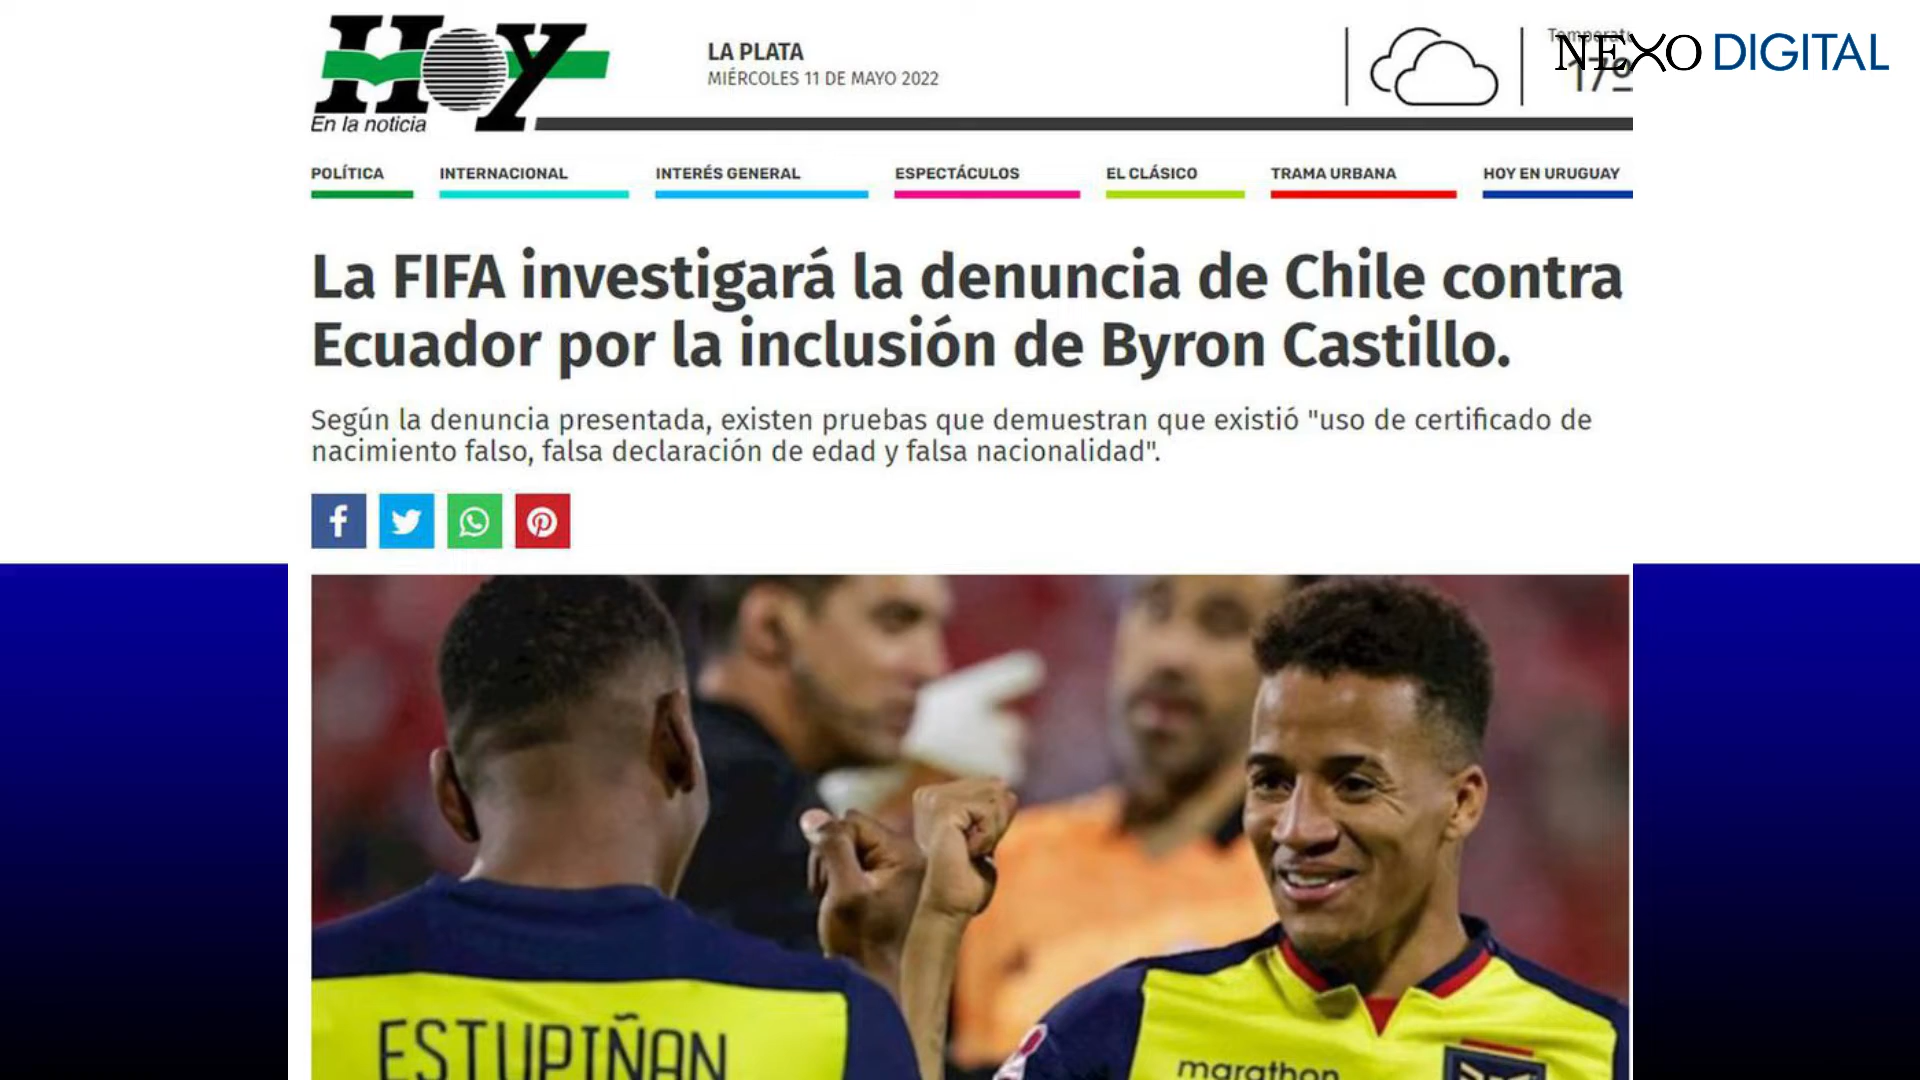 HOY
En la noticia
LA PLATA
MIÉRCOLES 11 DE MAYO 2022
17º
NEXO DIGITAL
POLÍTICA
INTERNACIONAL
INTERÉS GENERAL
ESPECTÁCULOS
EL CLÁSICO
TRAMA URBANA
HOY EN URUGUAY
La FIFA investigará la denuncia de Chile contra
Ecuador por la inclusión de Byron Castillo.
Según la denuncia presentada, existen pruebas que demuestran que existió "uso de certificado de
nacimiento falso, falsa declaración de edad y falsa nacionalidad".
ESTUPIÑAN
marathon